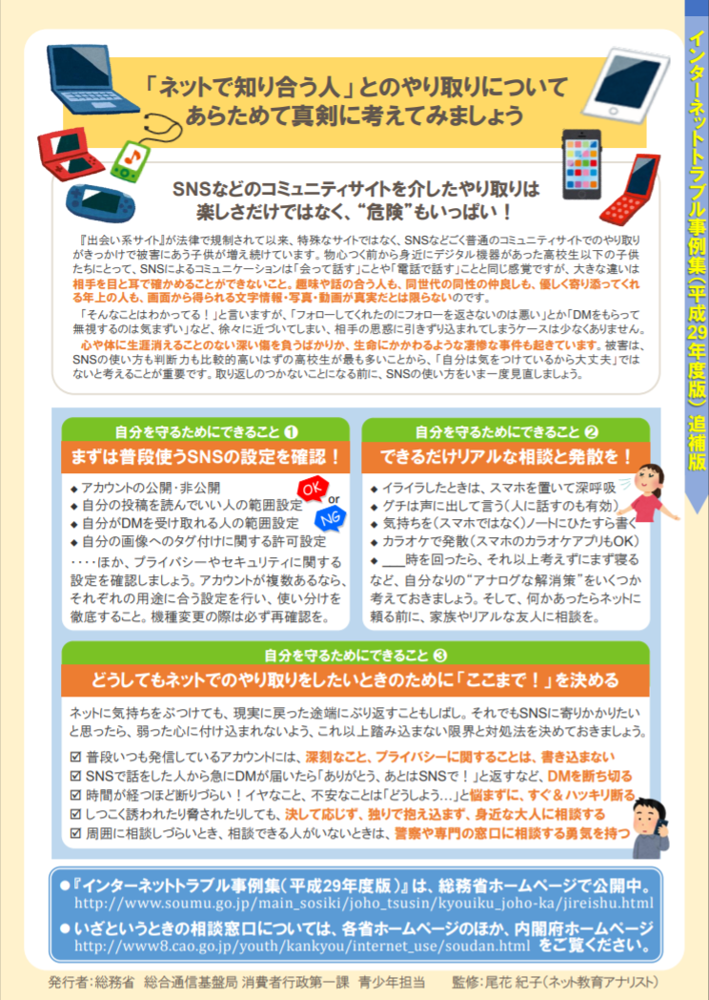 インターネットトラブル事例集(平成29年度版) 追補版
「ネットで知り合う人」とのやり取りについて
あらためて真剣に考えてみましょう
SNSなどのコミュニティサイトを介したやり取りは
楽しさだけではなく、“危険”もいっぱい！
『出会い系サイト』が法律で規制されて以来、特殊なサイトではなく、SNSなどごく普通のコミュニティサイトでのやり取り
がきっかけで被害にあう子供が増え続けています。物心つく前から身近にデジタル機器があった高校生以下の子供
たちにとって、SNSによるコミュニケーションは「会って話す」ことや「電話で話す」ことと同じ感覚ですが、大きな違いは
相手を目と耳で確かめることができないこと。趣味や話の合う人も、同世代の同性の仲良しも、優しく寄り添ってくれ
る年上の人も、画面から得られる文字情報・写真・動画が真実だとは限らないのです。
「そんなことはわかってる！」と言いますが、「フォローしてくれたのにフォローを返さないのは悪い」とか「DMをもらって
無視するのは気まずい」など、徐々に近づいてしまい、相手の思惑に引きずり込まれてしまうケースは少なくありません。
心や体に生涯消えることのない深い傷を負うばかりか、生命にかかわるような凄惨な事件も起きています。被害は、
SNSの使い方も判断力も比較的高いはずの高校生が最も多いことから、「自分は気をつけているから大丈夫」では
ないと考えることが重要です。取り返しのつかないことになる前に、SNSの使い方をいま一度見直しましょう。
自分を守るためにできること ❶
まずは普段使うSNSの設定を確認！
◆ アカウントの公開・非公開
◆ 自分の投稿を読んでいい人の範囲設定
◆ 自分がDMを受け取れる人の範囲設定
◆ 自分の画像へのタグ付けに関する許可設定
OK
or
NG
････ほか、プライバシーやセキュリティに関する
設定を確認しましょう。アカウントが複数あるなら、
それぞれの用途に合う設定を行い、使い分けを
徹底すること。機種変更の際は必ず再確認を。
自分を守るためにできること ❷
できるだけリアルな相談と発散を！
◆ イライラしたときは、スマホを置いて深呼吸
◆ グチは声に出して言う(人に話すのも有効)
◆ 気持ちを(スマホではなく)ノートにひたすら書く
◆ カラオケで発散(スマホのカラオケアプリもOK)
◆ ___時を回ったら、それ以上考えずにまず寝る
など、自分なりの“アナログな解消策”をいくつか
考えておきましょう。そして、何かあったらネットに
頼る前に、家族やリアルな友人に相談を。
自分を守るためにできること ❸
どうしてもネットでのやり取りをしたいときのために「ここまで！」を決める
ネットに気持ちをぶつけても、現実に戻った途端にぶり返すこともしばし。それでもSNSに寄りかかりたい
と思ったら、弱った心に付け込まれないよう、これ以上踏み込まない限界と対処法を決めておきましょう。
☑ 普段いつも発信しているアカウントには、深刻なこと、プライバシーに関することは、書き込まない
☑ SNSで話をした人から急にDMが届いたら「ありがとう、あとはSNSで！」と返すなど、DMを断ち切る
☑ 時間が経つほど断りづらい！イヤなこと、不安なことは「どうしよう…」と悩まずに、すぐ＆ハッキリ断る
☑ しつこく誘われたり脅されたりしても、決して応じず、独りで抱え込まず、身近な大人に相談する
☑ 周囲に相談しづらいとき、相談できる人がいないときは、警察や専門の窓口に相談する勇気を持つ
●『インターネットトラブル事例集(平成29年度版)』は、総務省ホームページで公開中。
http://www.soumu.go.jp/main_sosiki/joho_tsusin/kyouiku_joho-ka/jireishu.html
●いざというときの相談窓口については、各省ホームページのほか、内閣府ホームページ
http://www8.cao.go.jp/youth/kankyou/internet_use/soudan.html をご覧ください。
発行者:総務省 総合通信基盤局 消費者行政第一課 青少年担当 監修:尾花 紀子(ネット教育アナリスト)